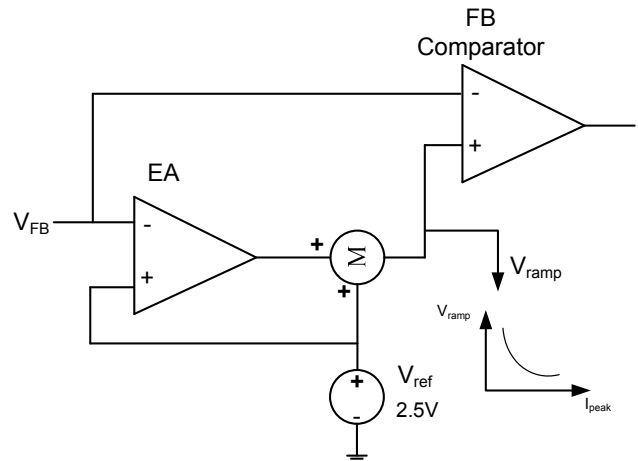 FB
Comparator
-
+
EA
V_FB
-
+
+
M
+
V_ramp
V_ramp
I_peak
+
-
V_ref
2.5V